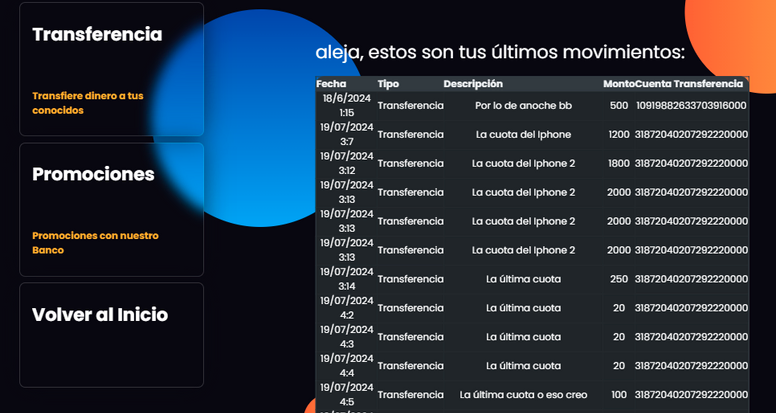 Transferencia
Transfiere dinero a tus
conocidos
Promociones
Promociones con nuestro
Banco
Volver al Inicio
aleja, estos son tus últimos movimientos:
Fecha Tipo Descripción Monto Cuenta Transferencia
18/6/2024 1:15 Transferencia Por lo de anoche bb 500 10919882633703916000
19/07/2024 3:7 Transferencia La cuota del Iphone 1200 31872040207292220000
19/07/2024 3:12 Transferencia La cuota del Iphone 2 1800 31872040207292220000
19/07/2024 3:13 Transferencia La cuota del Iphone 2 2000 31872040207292220000
19/07/2024 3:13 Transferencia La cuota del Iphone 2 2000 31872040207292220000
19/07/2024 3:13 Transferencia La cuota del Iphone 2 2000 31872040207292220000
19/07/2024 3:14 Transferencia La última cuota 250 31872040207292220000
19/07/2024 4:2 Transferencia La última cuota 20 31872040207292220000
19/07/2024 4:3 Transferencia La última cuota 20 31872040207292220000
19/07/2024 4:4 Transferencia La última cuota 20 31872040207292220000
19/07/2024 4:5 Transferencia La última cuota o eso creo 100 31872040207292220000